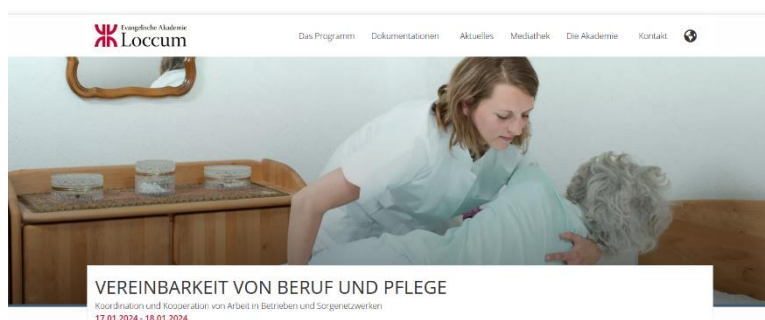 Evangelische Akademie
Loccum
Das Programm Dokumentationen Aktuelles Mediathek Die Akademie Kontakt
VEREINBARKEIT VON BERUF UND PFLEGE
Koordination und Kooperation von Arbeit in Betrieben und Sorgenetzwerken
17.01.2024 - 18.01.2024